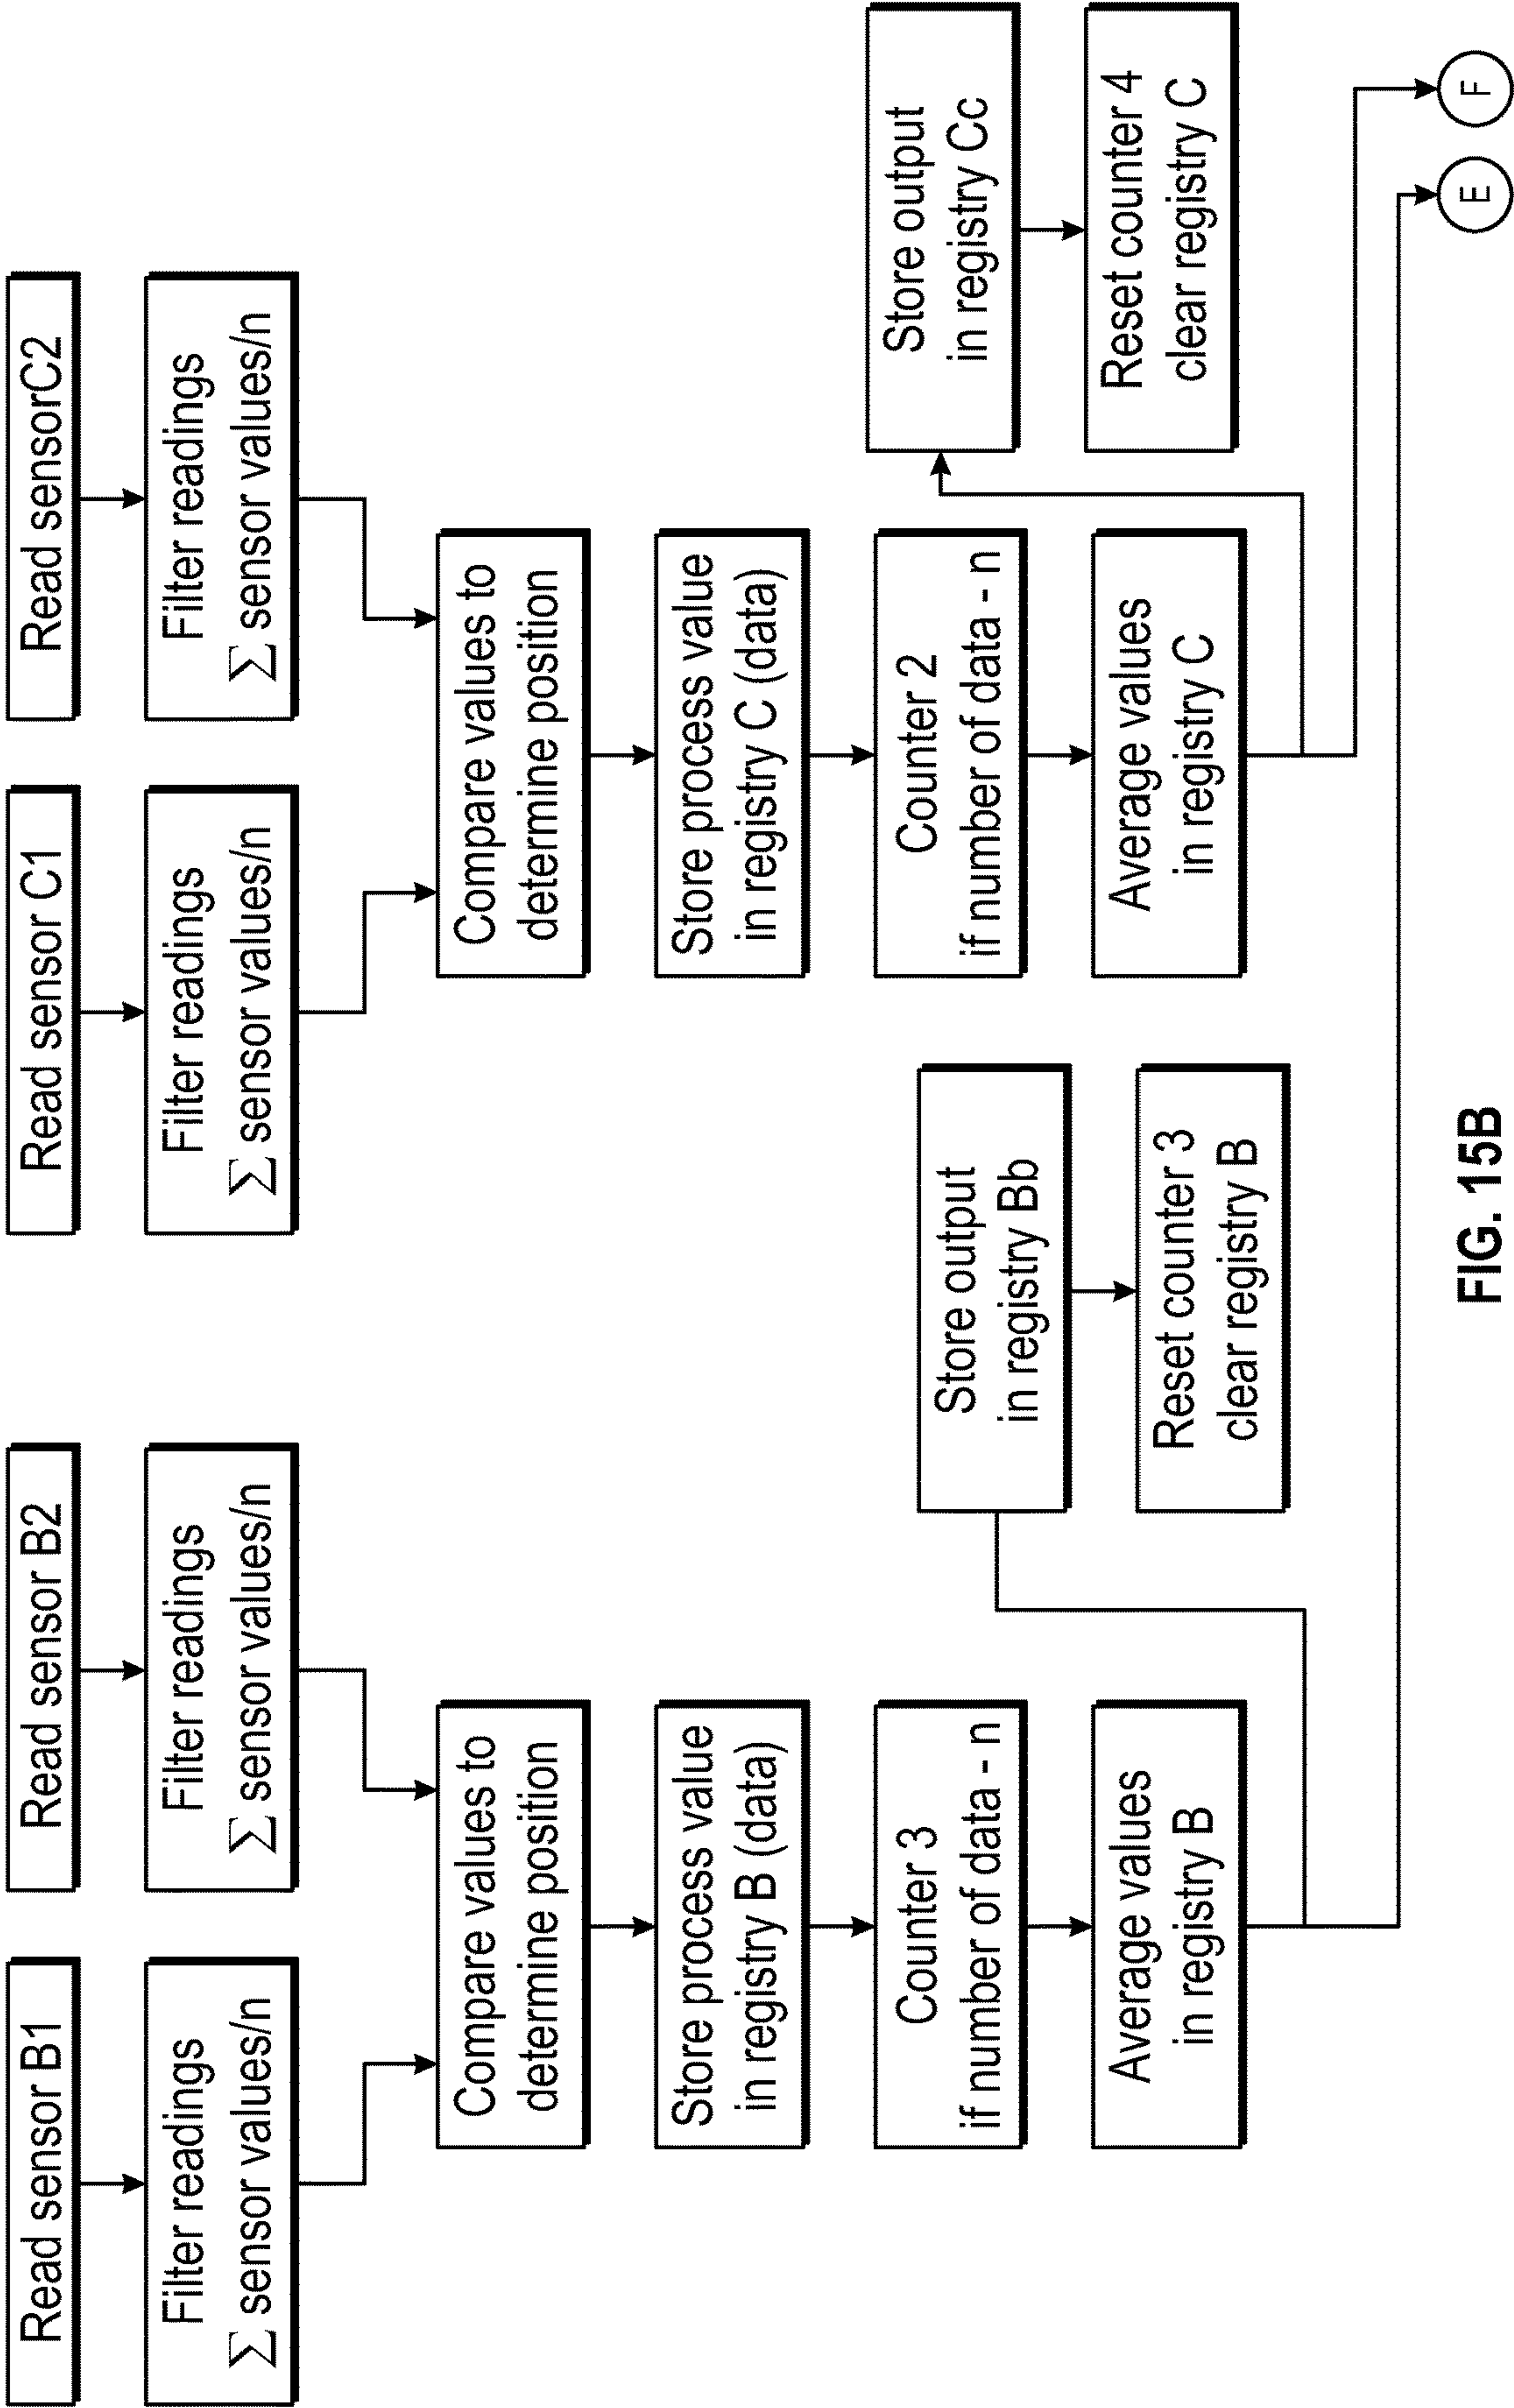 Read sensor B1
Filter readings
∑ sensor values/n
Read sensor B2
Filter readings
∑ sensor values/n
Compare values to
determine position
Store process value
in registry B (data)
Counter 3
if number of data - n
Average values
in registry B
Store output
in registry Bb
Reset counter 3
clear registry B
Read sensor C1
Filter readings
∑ sensor values/n
Read sensorC2
Filter readings
∑ sensor values/n
Compare values to
determine position
Store process value
in registry C (data)
Counter 2
if number of data - n
Average values
in registry C
Store output
in registry Cc
Reset counter 4
clear registry C
E
F
FIG. 15B